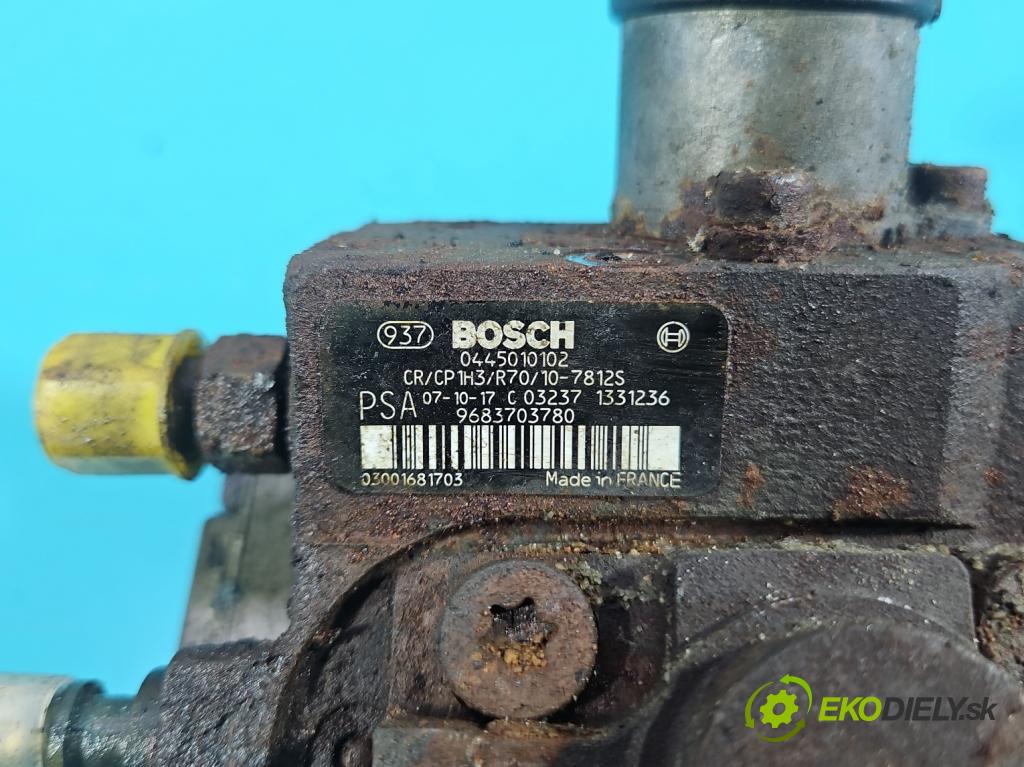 937 BOSCH
0445010102
CR/CP1H3/R70/10-7812S
PSA 07-10-17 C 03237 1331236
9683703780
03001681703 Made in FRANCE
EKODIELY.sk